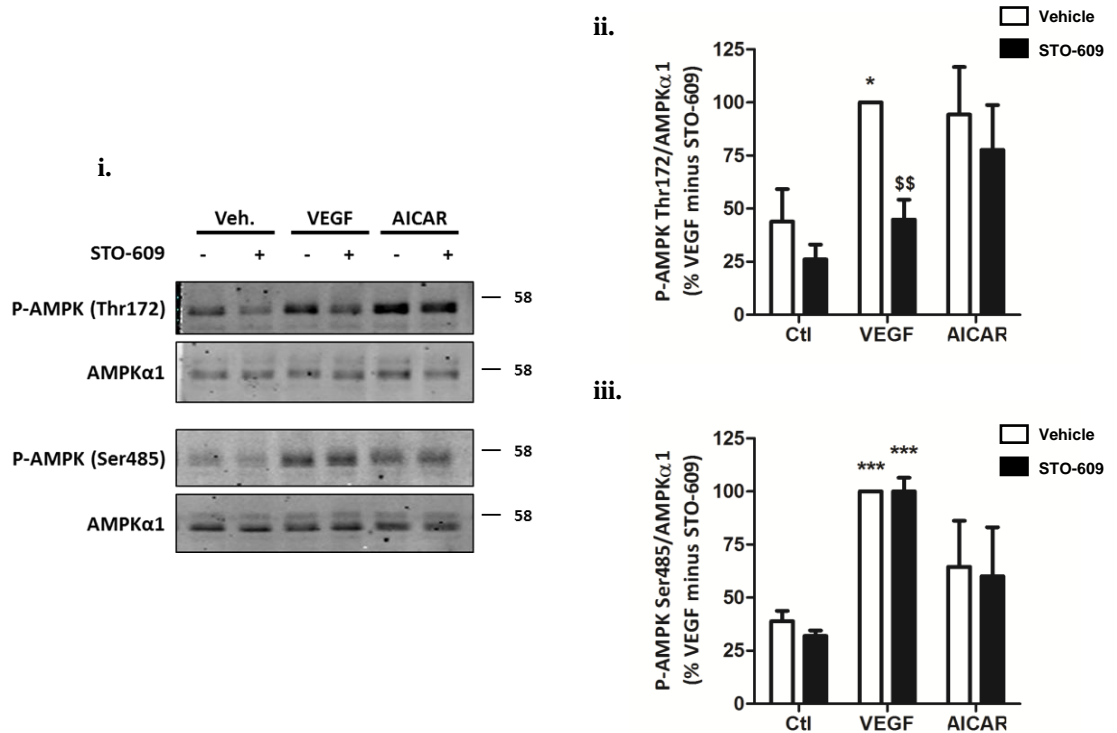 i.
Veh. VEGF AICAR
STO-609 - + - + - +
P-AMPK (Thr172) 58
AMPKα1 58
P-AMPK (Ser485) 58
AMPKα1 58
ii.
Vehicle
STO-609
P-AMPK Thr172/AMPKα1
(% VEGF minus STO-609)
125
100
75
50
25
0
*
$$
Ctl VEGF AICAR
iii.
Vehicle
STO-609
P-AMPK Ser485/AMPKα1
(% VEGF minus STO-609)
125
100
75
50
25
0
*** ***
Ctl VEGF AICAR